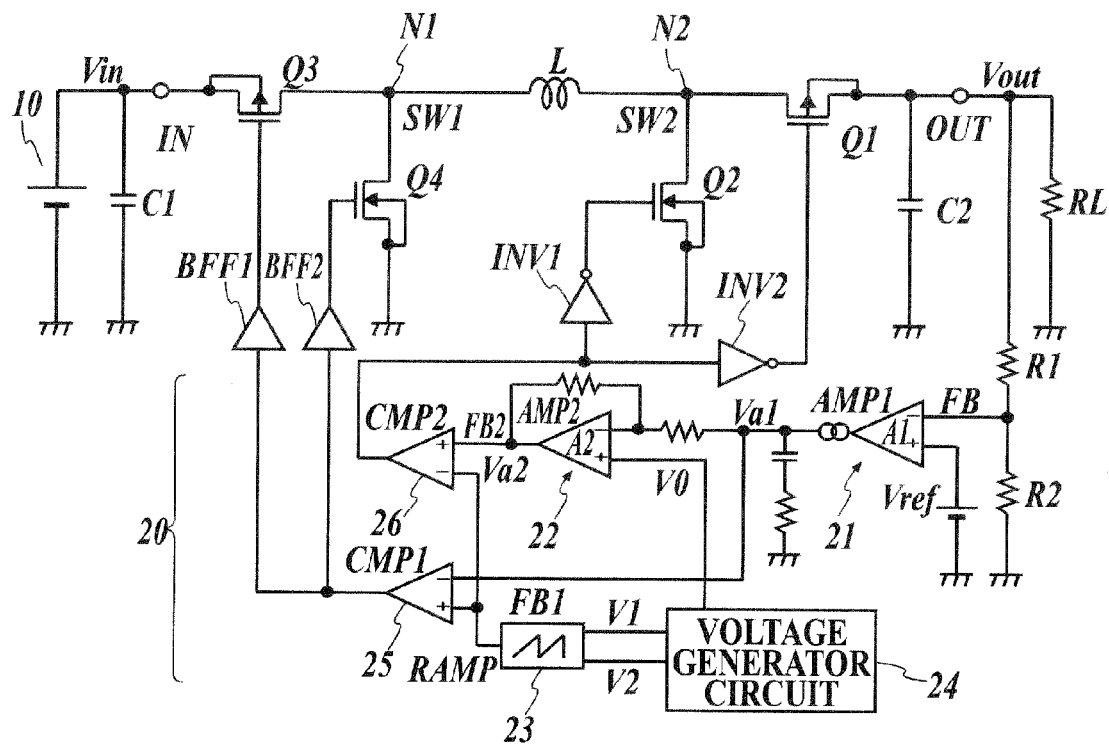 N1
N2
Vin
Q3
L
Vout
10
IN
SW1
SW2
Q1
OUT
C1
Q4
Q2
C2
RL
BFF1
BFF2
INV1
INV2
R1
CMP2
FB2
AMP2
Va1
AMP1
FB
A2
A1
+
−
−
+
−
+
Va2
V0
26
22
21
Vref
R2
20
CMP1
−
+
FB1
V1
25
RAMP
V2
23
VOLTAGE
GENERATOR
CIRCUIT
24